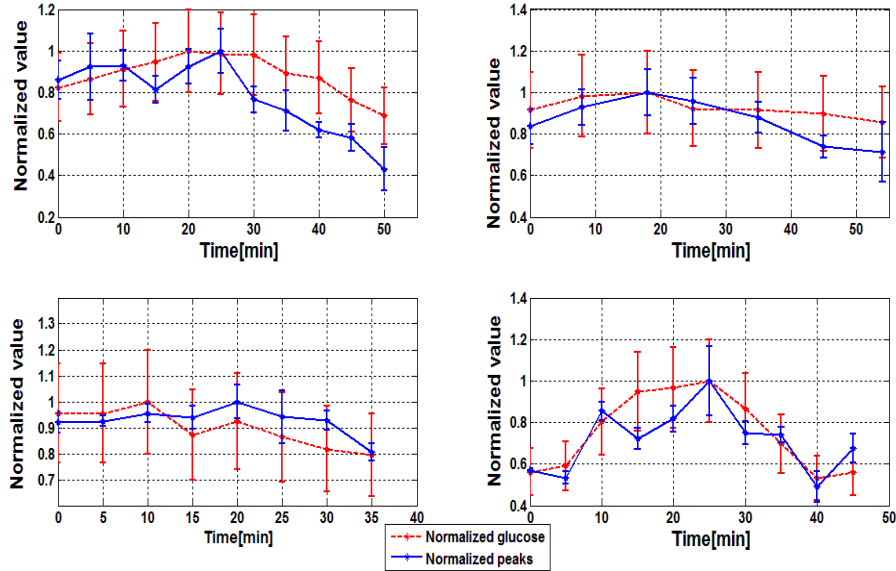 1.2
1
0.8
0.6
0.4
0.2
Normalized value
0 10 20 30 40 50
Time[min]
1.4
1.2
1
0.8
0.6
0.4
Normalized value
0 10 20 30 40 50
Time[min]
1.3
1.2
1.1
1
0.9
0.8
0.7
Normalized value
0 5 10 15 20 25 30 35 40
Time[min]
1.4
1.2
1
0.8
0.6
0.4
Normalized value
0 10 20 30 40 50
Time[min]
Normalized glucose
Normalized peaks